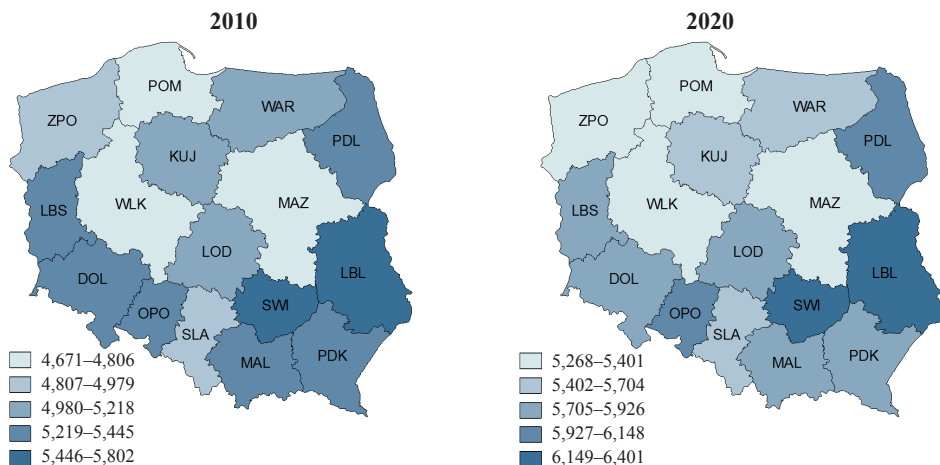 2010
POM
ZPO
WAR
PDL
KUJ
LBS
WLK
MAZ
LOD
LBL
DOL
OPO
SWI
SLA
MAL
PDK
4,671–4,806
4,807–4,979
4,980–5,218
5,219–5,445
5,446–5,802
2020
POM
ZPO
WAR
PDL
KUJ
LBS
WLK
MAZ
LOD
LBL
DOL
OPO
SWI
SLA
MAL
PDK
5,268–5,401
5,402–5,704
5,705–5,926
5,927–6,148
6,149–6,401